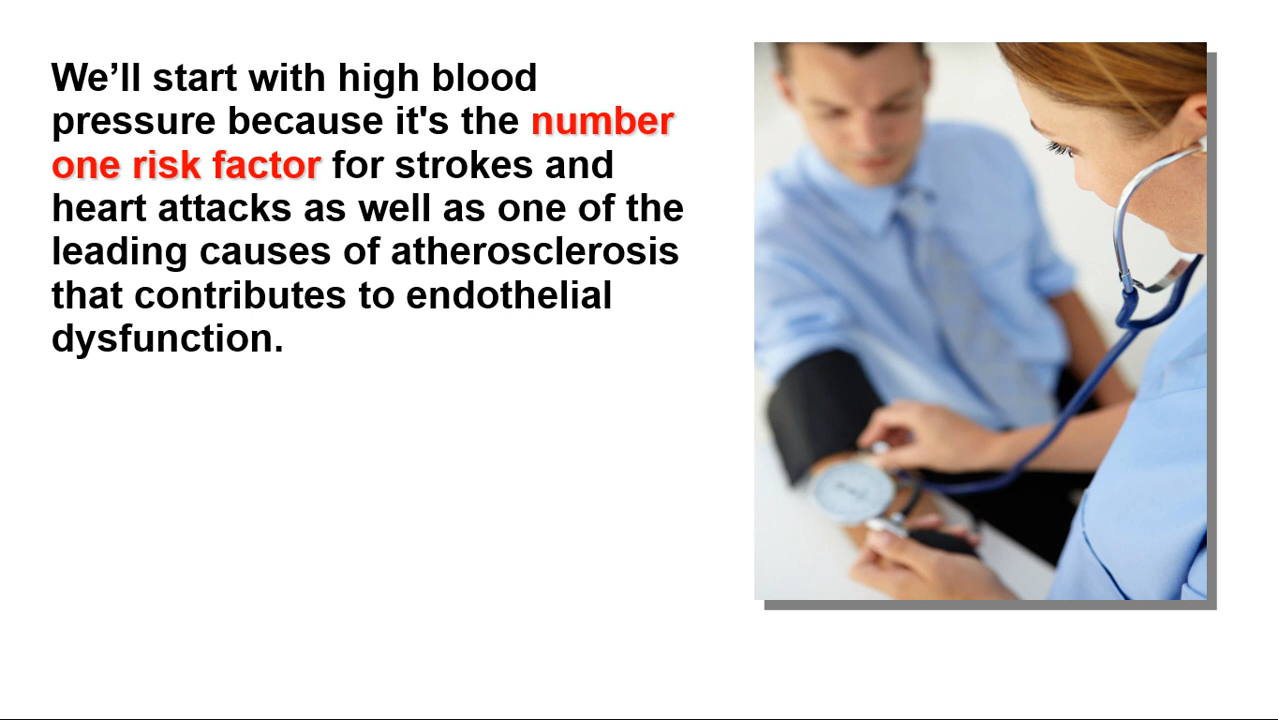 We’ll start with high blood
pressure because it's the number
one risk factor for strokes and
heart attacks as well as one of the
leading causes of atherosclerosis
that contributes to endothelial
dysfunction.